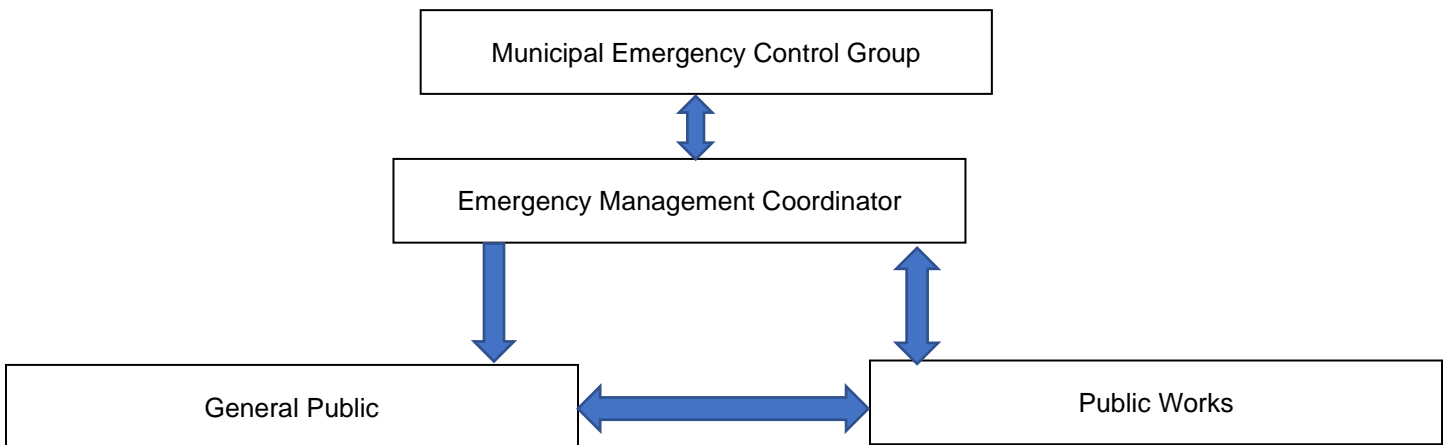 Municipal Emergency Control Group
Emergency Management Coordinator
General Public
Public Works